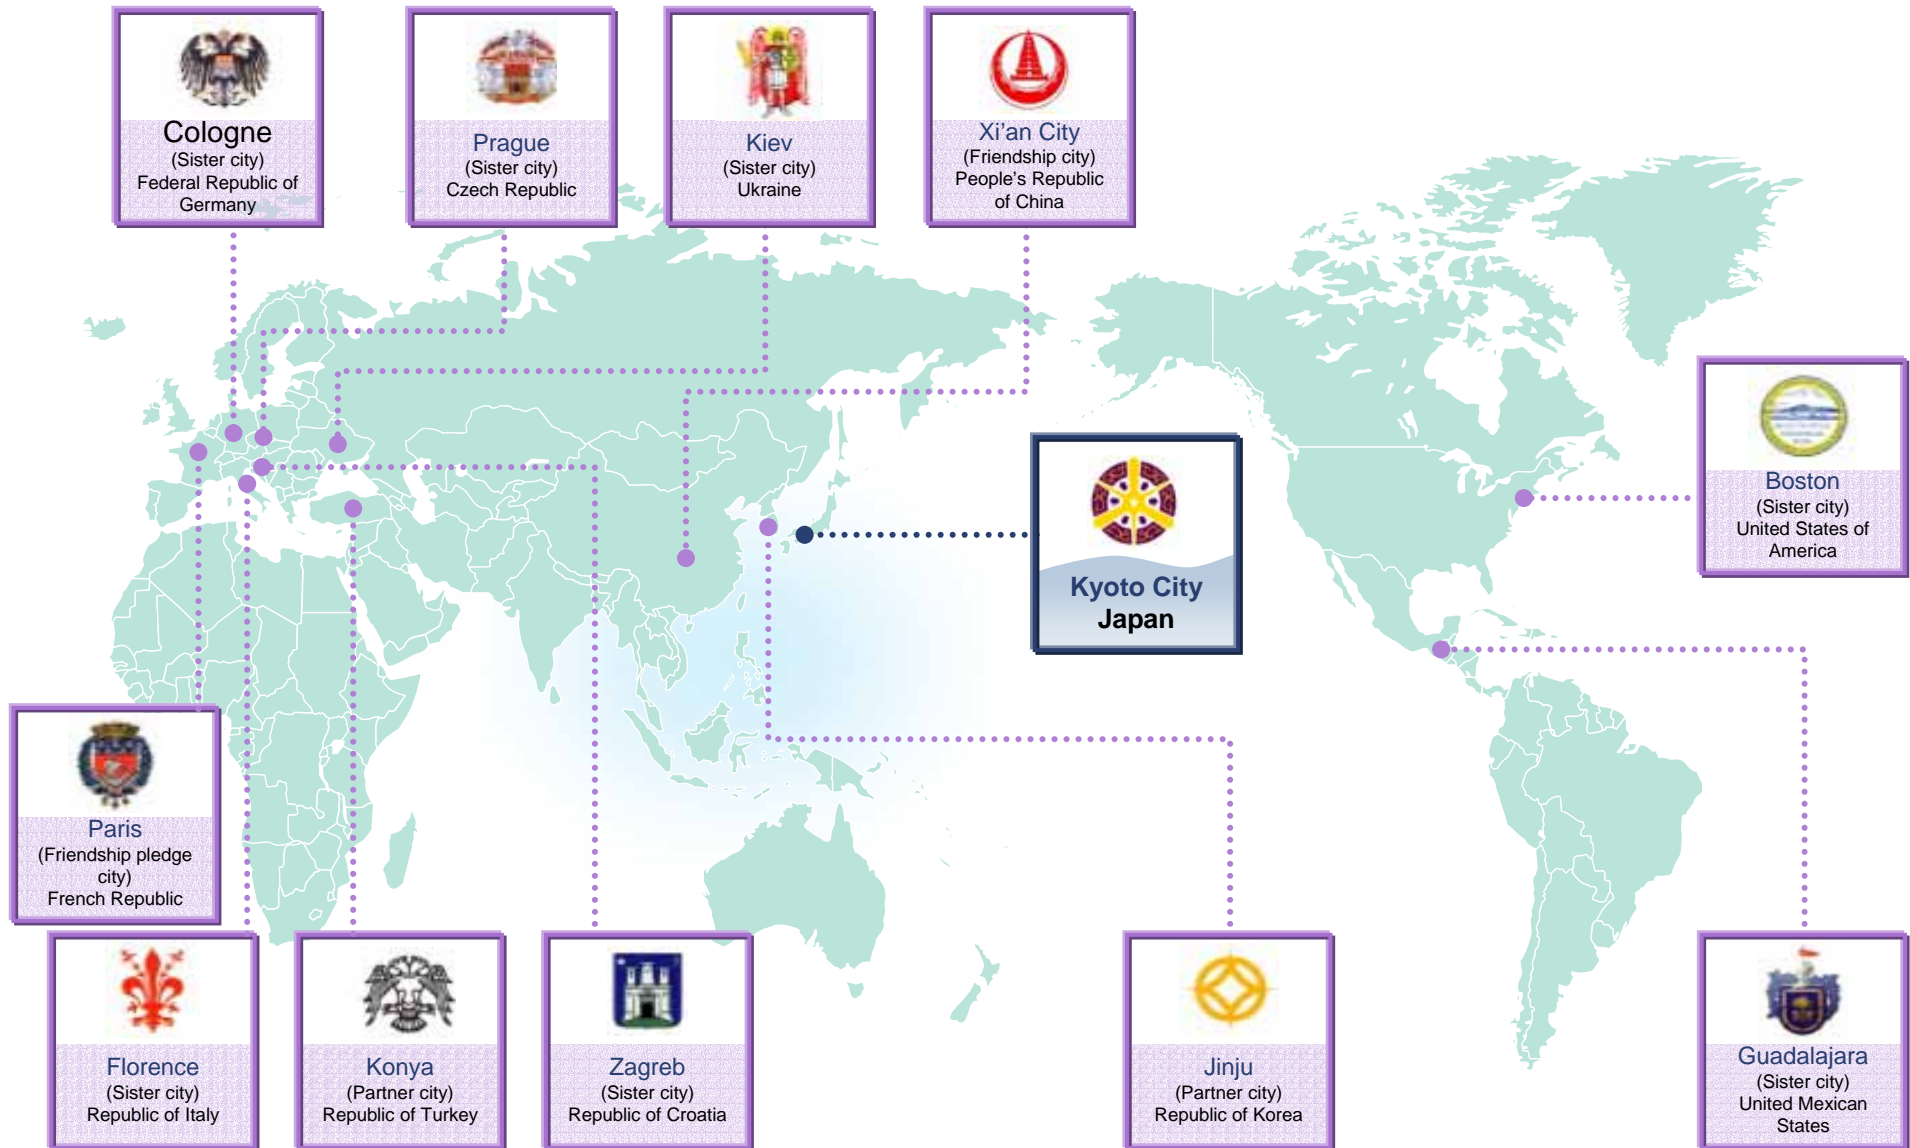 Cologne
(Sister city)
Federal Republic of
Germany
Prague
(Sister city)
Czech Republic
Kiev
(Sister city)
Ukraine
Xi'an City
(Friendship city)
People's Republic
of China
Boston
(Sister city)
United States of
America
Kyoto City
Japan
Paris
(Friendship pledge
city)
French Republic
Florence
(Sister city)
Republic of Italy
Konya
(Partner city)
Republic of Turkey
Zagreb
(Sister city)
Republic of Croatia
Jinju
(Partner city)
Republic of Korea
Guadalajara
(Sister city)
United Mexican
States